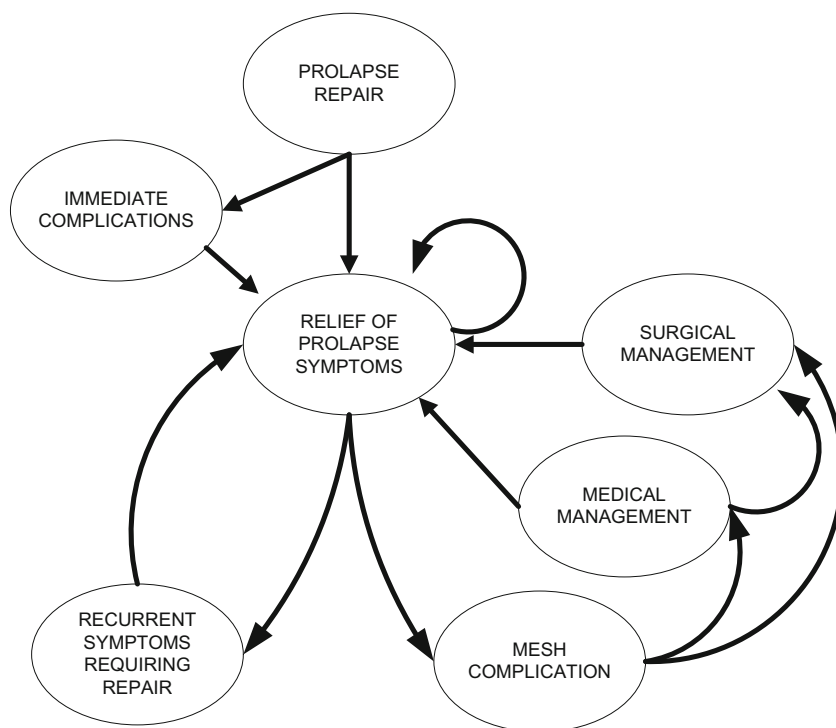 PROLAPSE
REPAIR
IMMEDIATE
COMPLICATIONS
RELIEF OF
PROLAPSE
SYMPTOMS
SURGICAL
MANAGEMENT
MEDICAL
MANAGEMENT
RECURRENT
SYMPTOMS
REQUIRING
REPAIR
MESH
COMPLICATION